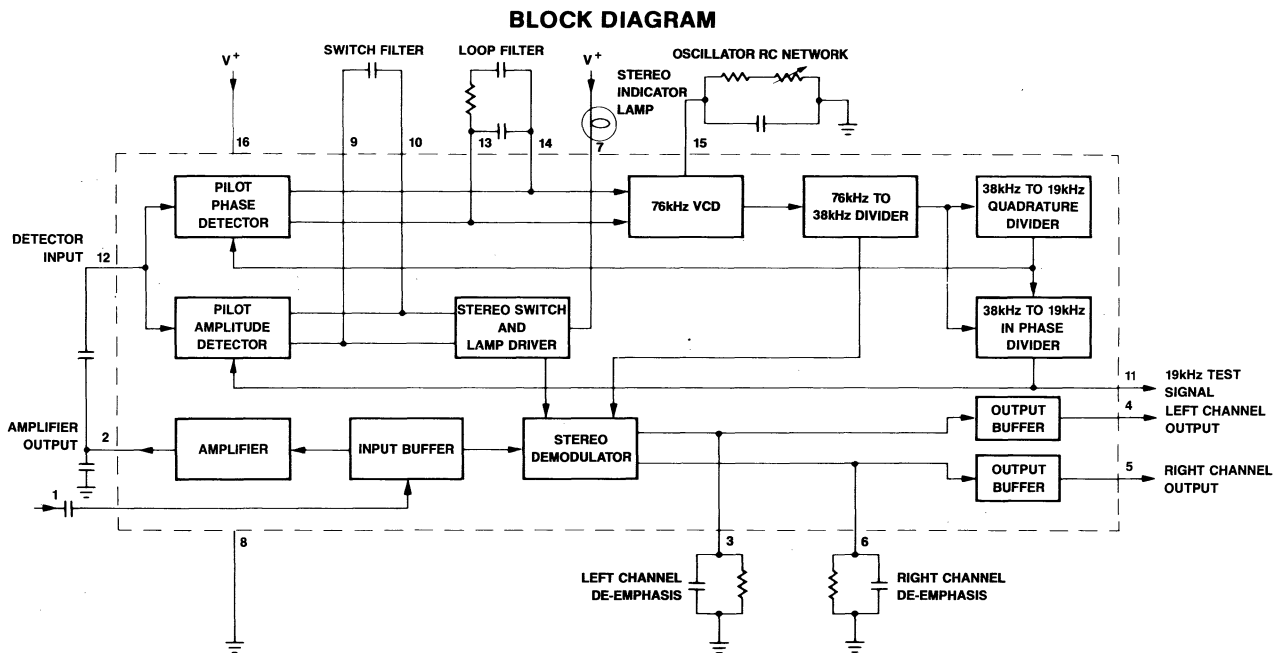 BLOCK DIAGRAM
SWITCH FILTER
LOOP FILTER
V+
V+
STEREO
INDICATOR
LAMP
OSCILLATOR RC NETWORK
16
9
10
13
14
7
15
PILOT
PHASE
DETECTOR
76kHz VCD
76kHz TO
38kHz DIVIDER
38kHz TO 19kHz
QUADRATURE
DIVIDER
DETECTOR
INPUT
12
PILOT
AMPLITUDE
DETECTOR
STEREO SWITCH
AND
LAMP DRIVER
38kHz TO 19kHz
IN PHASE
DIVIDER
11
19kHz TEST
SIGNAL
AMPLIFIER
OUTPUT
2
AMPLIFIER
INPUT BUFFER
STEREO
DEMODULATOR
OUTPUT
BUFFER
4
LEFT CHANNEL
OUTPUT
OUTPUT
BUFFER
5
RIGHT CHANNEL
OUTPUT
1
8
3
6
LEFT CHANNEL
DE-EMPHASIS
RIGHT CHANNEL
DE-EMPHASIS